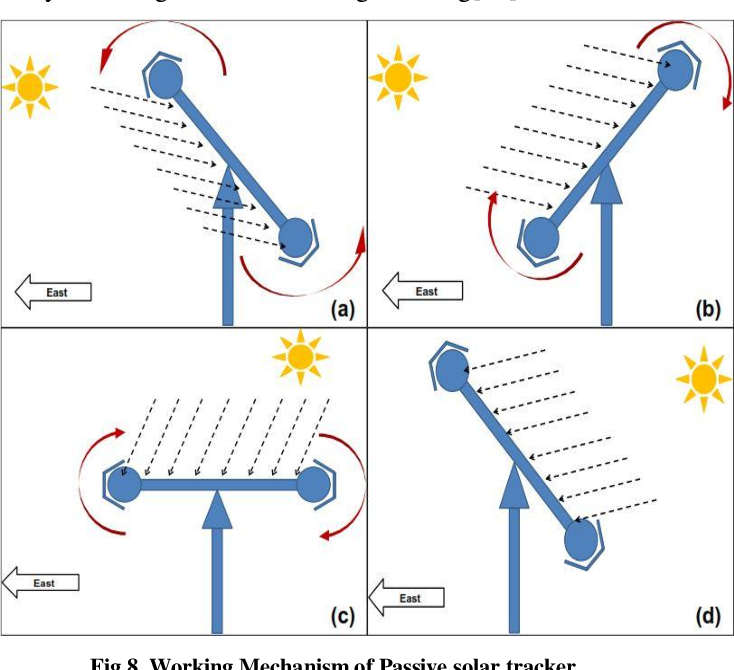 East
(a)
East
(b)
East
(c)
East
(d)
Fig 8. Working Mechanism of Passive solar tracker